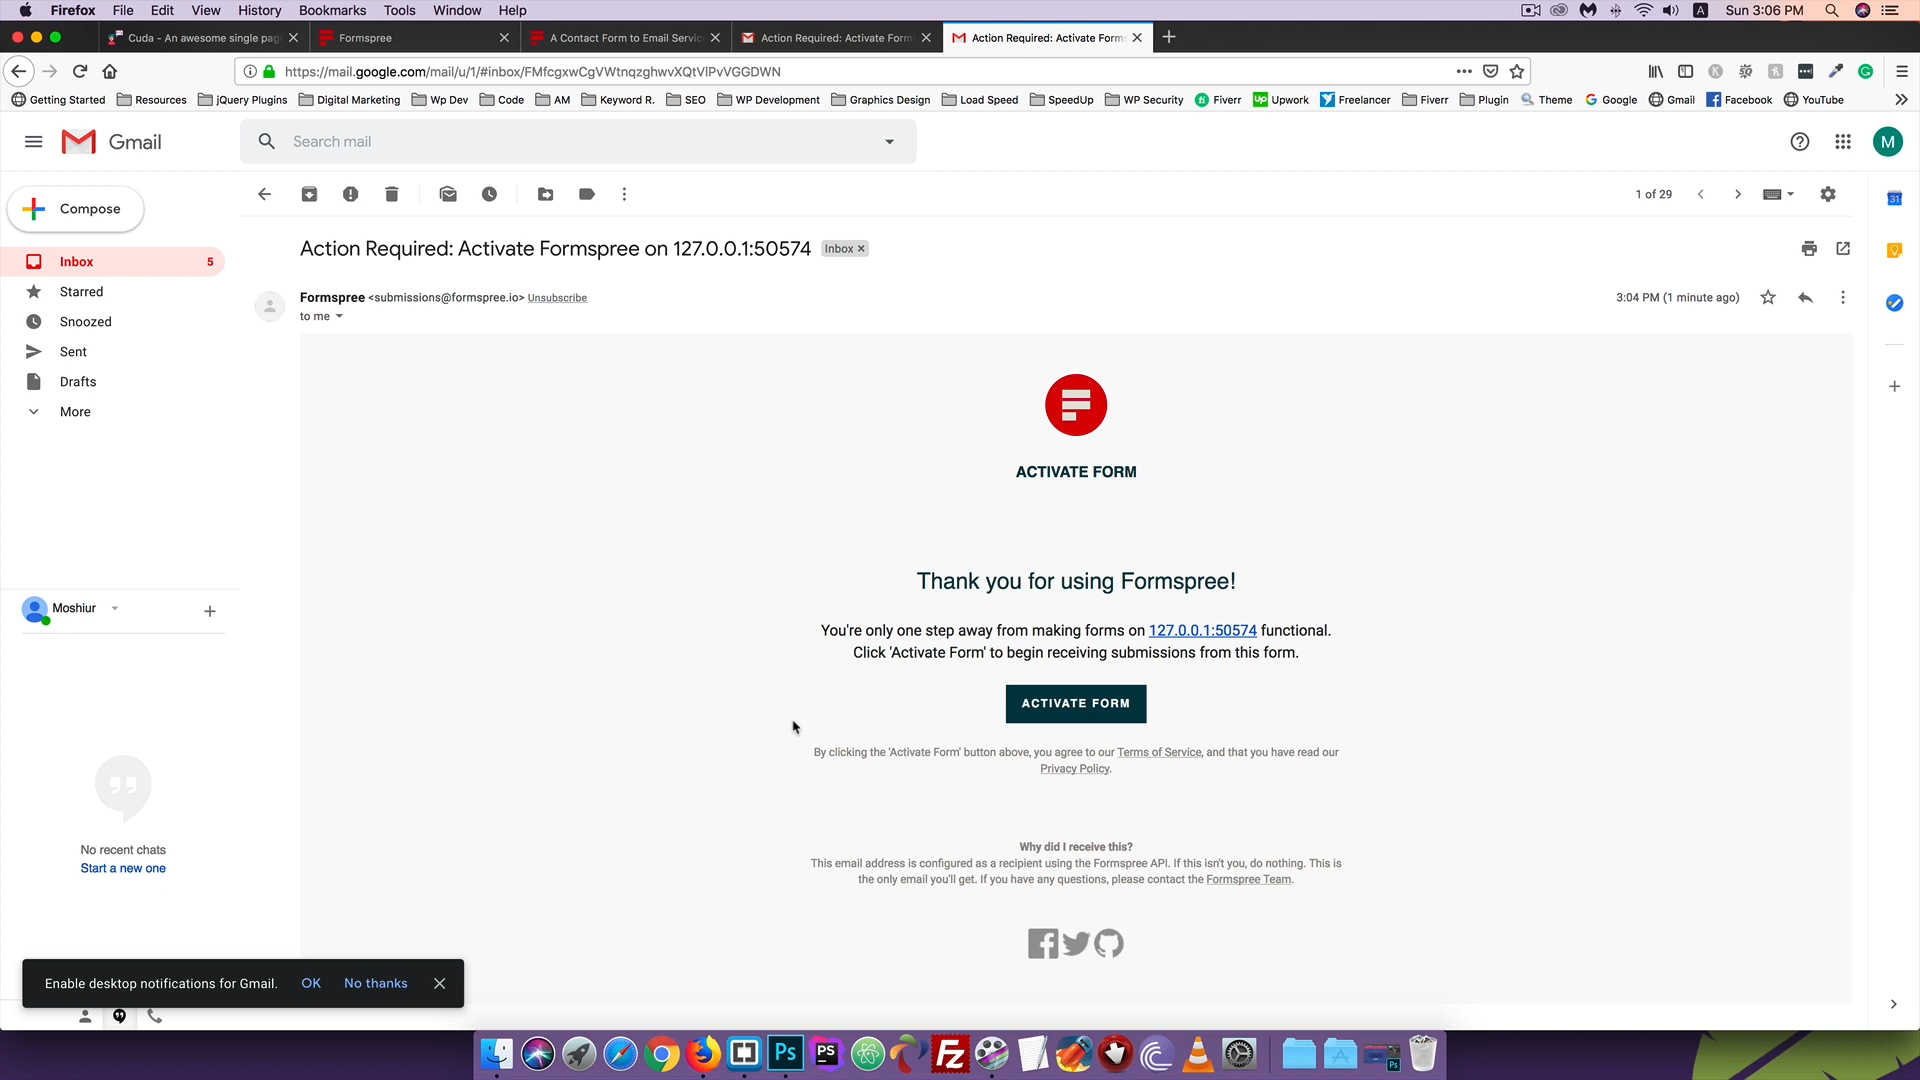 Firefox File Edit View History Bookmarks Tools Window Help Sun 3:06 PM
Cuda - An awesome single pag Formspree A Contact Form to Email Servic Action Required: Activate Form Action Required: Activate Form
https://mail.google.com/mail/u/1/#inbox/FMfcgxwCgVWtnqzghwvXQtVlPvVGGDWN
Getting Started Resources jQuery Plugins Digital Marketing Wp Dev Code AM Keyword R. SEO WP Development Graphics Design Load Speed SpeedUp WP Security Fiverr Upwork Freelancer Fiverr Plugin Theme Google Gmail Facebook YouTube
Gmail Search mail M
Compose 1 of 29
Action Required: Activate Formspree on 127.0.0.1:50574 Inbox
Inbox 5
Starred
Snoozed
Sent
Drafts
More
Formspree <submissions@formspree.io> Unsubscribe 3:04 PM (1 minute ago)
to me
ACTIVATE FORM
Thank you for using Formspree!
You're only one step away from making forms on 127.0.0.1:50574 functional.
Click 'Activate Form' to begin receiving submissions from this form.
ACTIVATE FORM
By clicking the 'Activate Form' button above, you agree to our Terms of Service, and that you have read our
Privacy Policy.
Why did I receive this?
This email address is configured as a recipient using the Formspree API. If this isn't you, do nothing. This is
the only email you'll get. If you have any questions, please contact the Formspree Team.
Moshiur
No recent chats
Start a new one
Enable desktop notifications for Gmail. OK No thanks
Ps PS Fz